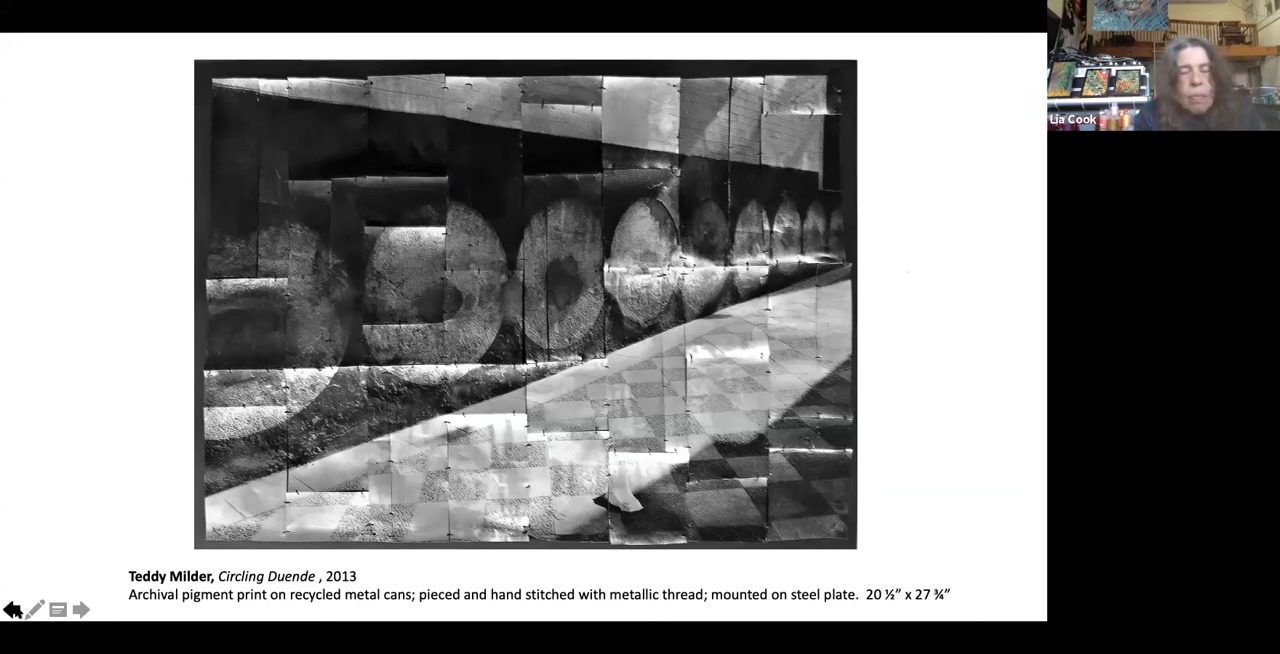 Lia Cook
Teddy Milder, Circling Duende , 2013
Archival pigment print on recycled metal cans; pieced and hand stitched with metallic thread; mounted on steel plate.  20 ½” x 27 ¾”